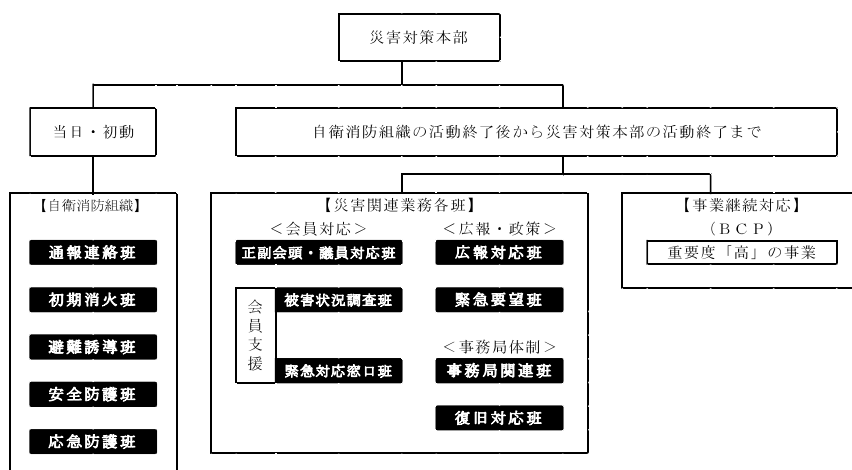 災害対策本部
当日・初動
自衛消防組織の活動終了後から災害対策本部の活動終了まで
【自衛消防組織】
通報連絡班
初期消火班
避難誘導班
安全防護班
応急防護班
【災害関連業務各班】
＜会員対応＞
正副会頭・議員対応班
会員支援
被害状況調査班
緊急対応窓口班
＜広報・政策＞
広報対応班
緊急要望班
＜事務局体制＞
事務局関連班
復旧対応班
【事業継続対応】
（ＢＣＰ）
重要度「高」の事業